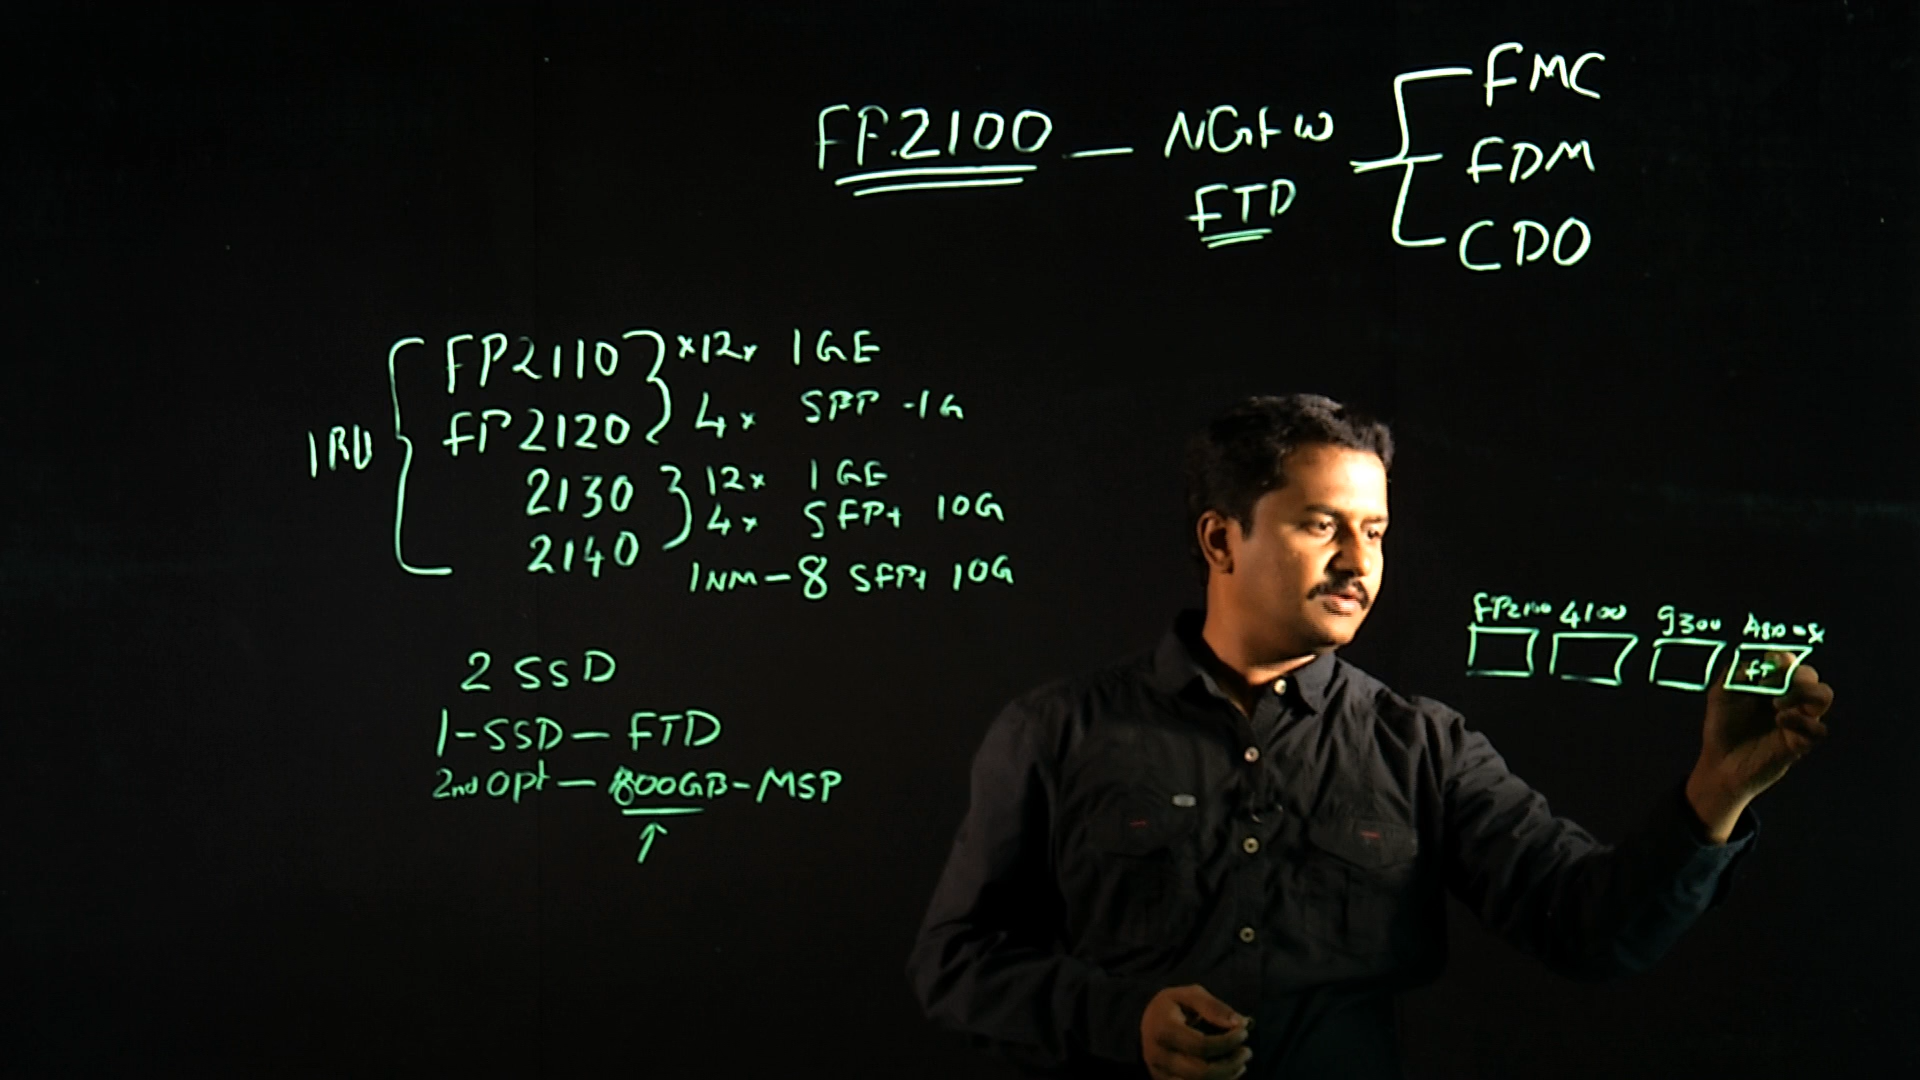 FP2100 — NGFW FMC
FTD FDM
CDO
1RU
FP2110 x12x 1GE
FP2120 4x SFP -1G
2130 12x 1GE
2140 4x SFP+ 10G
1NM-8 SFP+ 10G
2 SSD
1-SSD— FTD
2nd Opt — 800GB-MSP
FP2100 4100 9300
FT